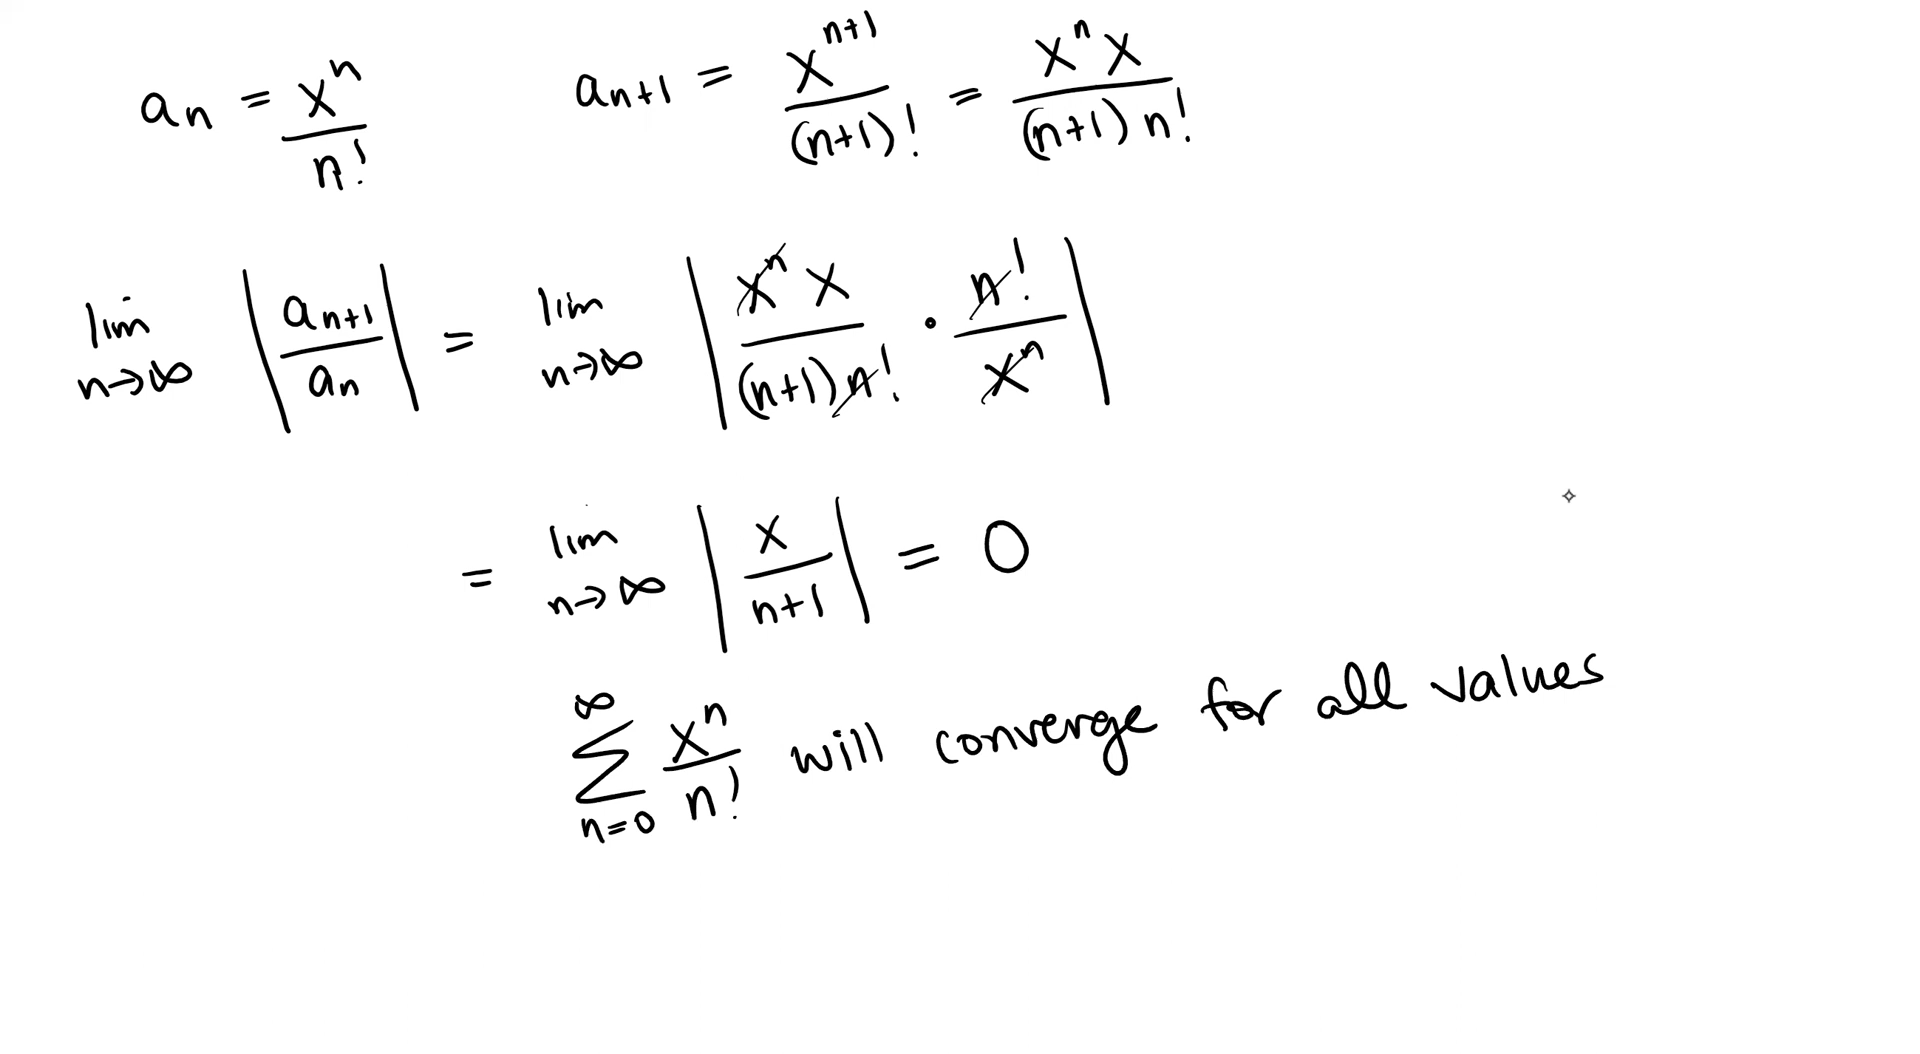 aₙ = xⁿ/n!   aₙ₊₁ = xⁿ⁺¹/(n+1)! = xⁿx/(n+1)n!
lim n→∞ |aₙ₊₁/aₙ| = lim n→∞ |xⁿx/(n+1)n! · n!/xⁿ|
= lim n→∞ |x/n+1| = 0
∞ Σ n=0 xⁿ/n! will converge for all values